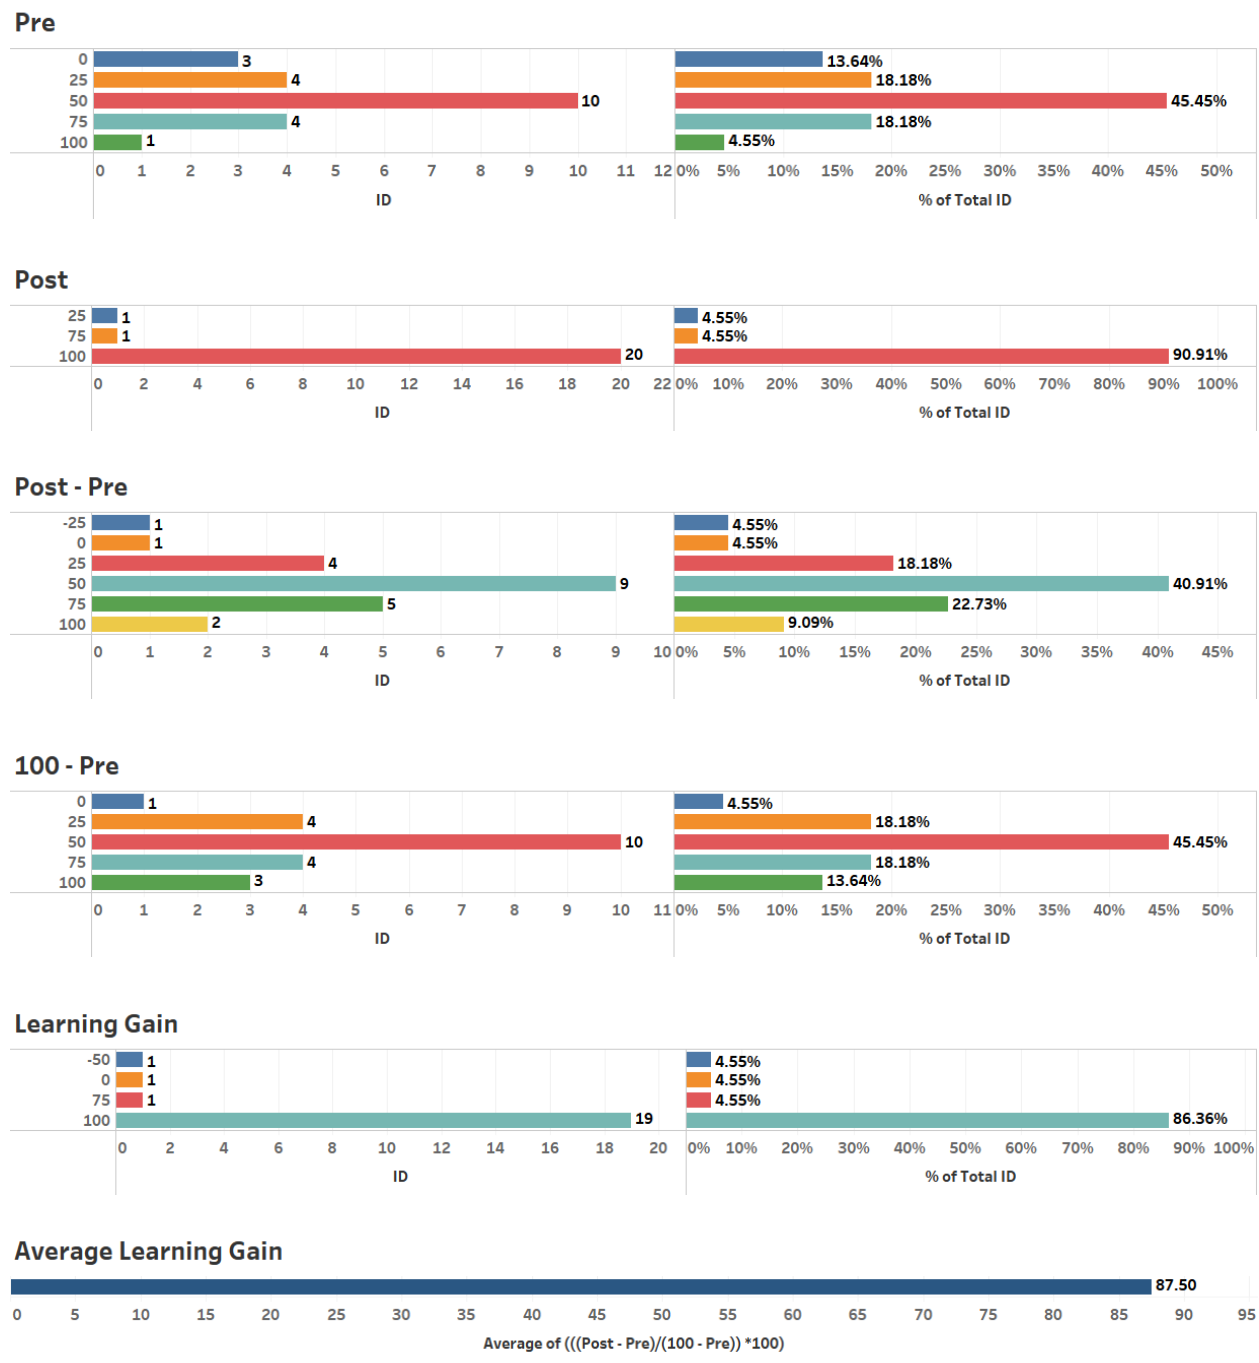 Pre
0 3 13.64%
25 4 18.18%
50 10 45.45%
75 4 18.18%
100 1 4.55%
0 1 2 3 4 5 6 7 8 9 10 11 12 0% 5% 10% 15% 20% 25% 30% 35% 40% 45% 50%
ID % of Total ID
Post
25 1 4.55%
75 1 4.55%
100 20 90.91%
0 2 4 6 8 10 12 14 16 18 20 22 0% 10% 20% 30% 40% 50% 60% 70% 80% 90% 100%
ID % of Total ID
Post - Pre
-25 1 4.55%
0 1 4.55%
25 4 18.18%
50 9 40.91%
75 5 22.73%
100 2 9.09%
0 1 2 3 4 5 6 7 8 9 10 0% 5% 10% 15% 20% 25% 30% 35% 40% 45%
ID % of Total ID
100 - Pre
0 1 4.55%
25 4 18.18%
50 10 45.45%
75 4 18.18%
100 3 13.64%
0 1 2 3 4 5 6 7 8 9 10 11 0% 5% 10% 15% 20% 25% 30% 35% 40% 45% 50%
ID % of Total ID
Learning Gain
-50 1 4.55%
0 1 4.55%
75 1 4.55%
100 19 86.36%
0 2 4 6 8 10 12 14 16 18 20 0% 10% 20% 30% 40% 50% 60% 70% 80% 90% 100%
ID % of Total ID
Average Learning Gain
87.50
0 5 10 15 20 25 30 35 40 45 50 55 60 65 70 75 80 85 90 95
Average of (((Post - Pre)/(100 - Pre)) *100)